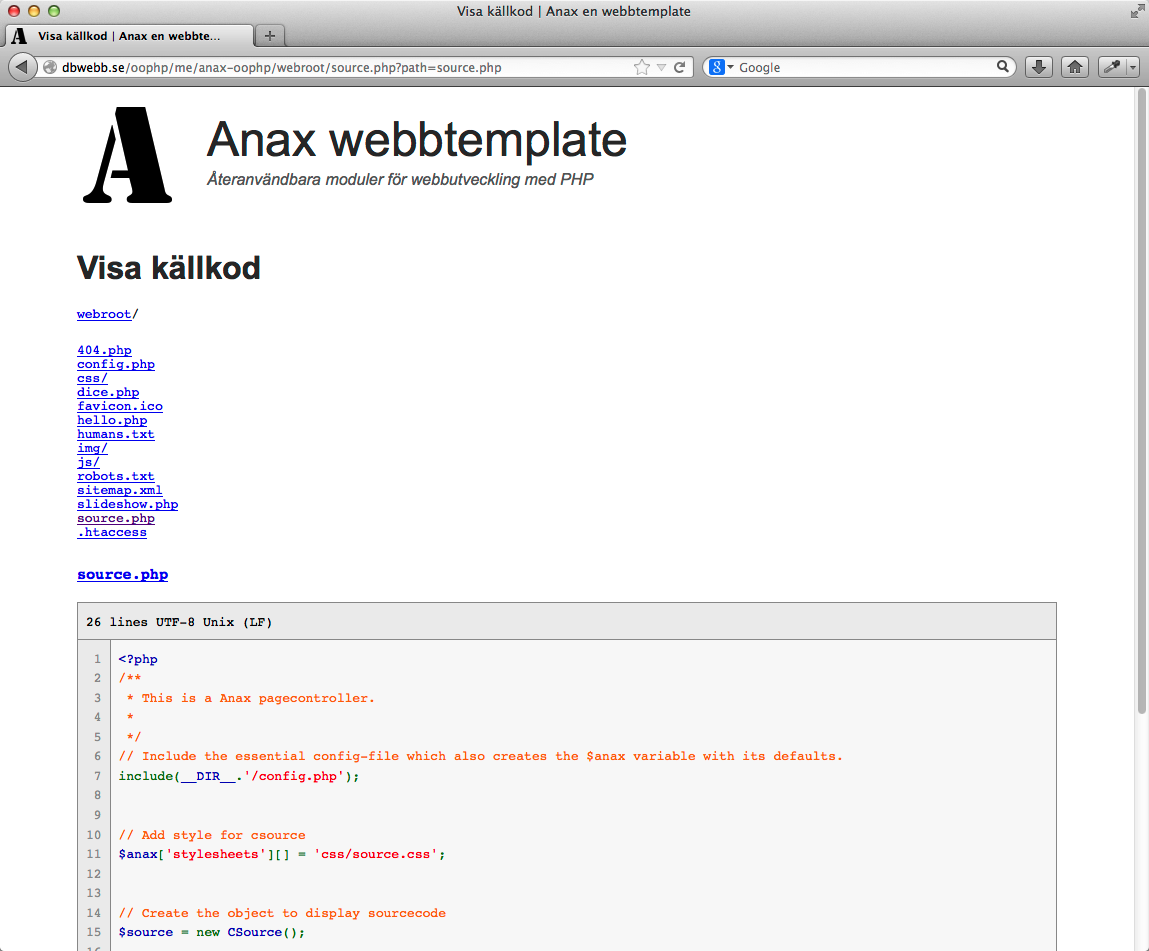 Visa källkod | Anax en webbtemplate
Visa källkod | Anax en webbte...
dbwebb.se/oophp/me/anax-oophp/webroot/source.php?path=source.php
Google
A
Anax webbtemplate
Återanvändbara moduler för webbutveckling med PHP
Visa källkod
webroot/
404.php
config.php
css/
dice.php
favicon.ico
hello.php
humans.txt
img/
js/
robots.txt
sitemap.xml
slideshow.php
source.php
.htaccess
source.php
26 lines UTF-8 Unix (LF)
1 <?php
2 /**
3  * This is a Anax pagecontroller.
4  *
5  */
6 // Include the essential config-file which also creates the $anax variable with its defaults.
7 include(__DIR__.'/config.php');
8
9
10 // Add style for csource
11 $anax['stylesheets'][] = 'css/source.css';
12
13
14 // Create the object to display sourcecode
15 $source = new CSource();